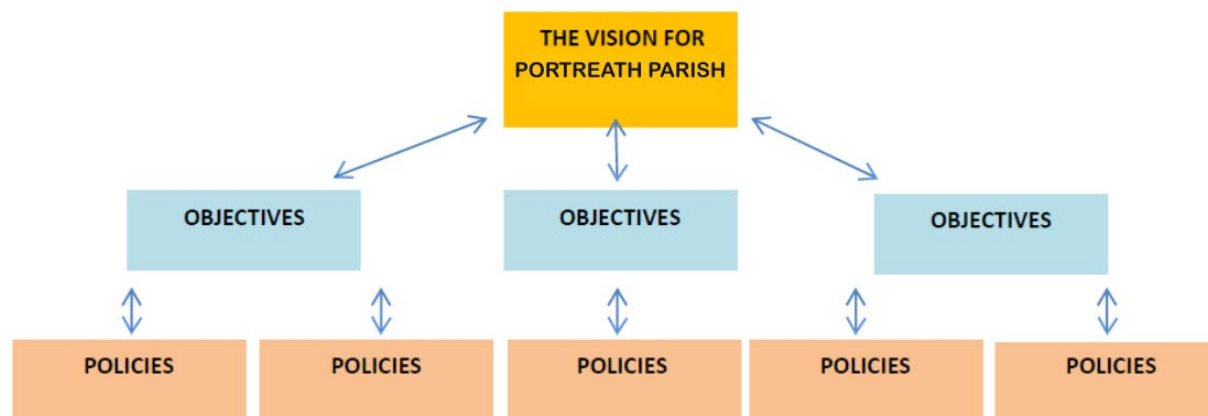 THE VISION FOR
PORTREATH PARISH
OBJECTIVES
OBJECTIVES
OBJECTIVES
POLICIES
POLICIES
POLICIES
POLICIES
POLICIES